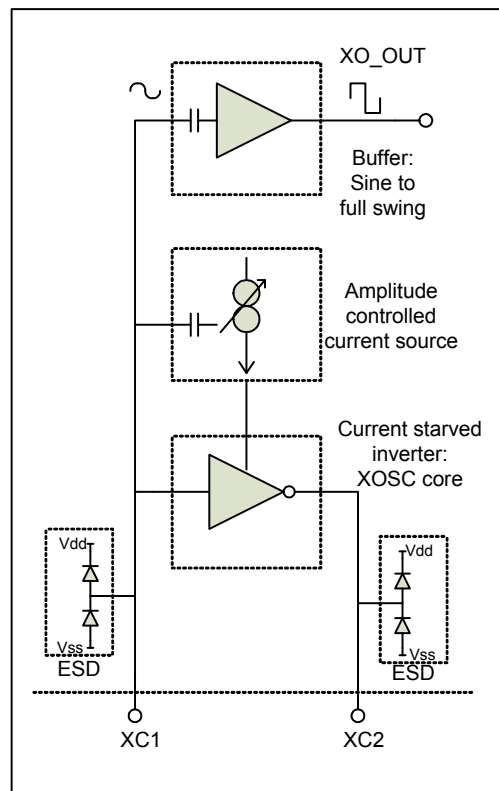 XO_OUT
Buffer:
Sine to
full swing
Amplitude
controlled
current source
Current starved
inverter:
XOSC core
Vdd
Vss
ESD
Vdd
Vss
ESD
XC1
XC2